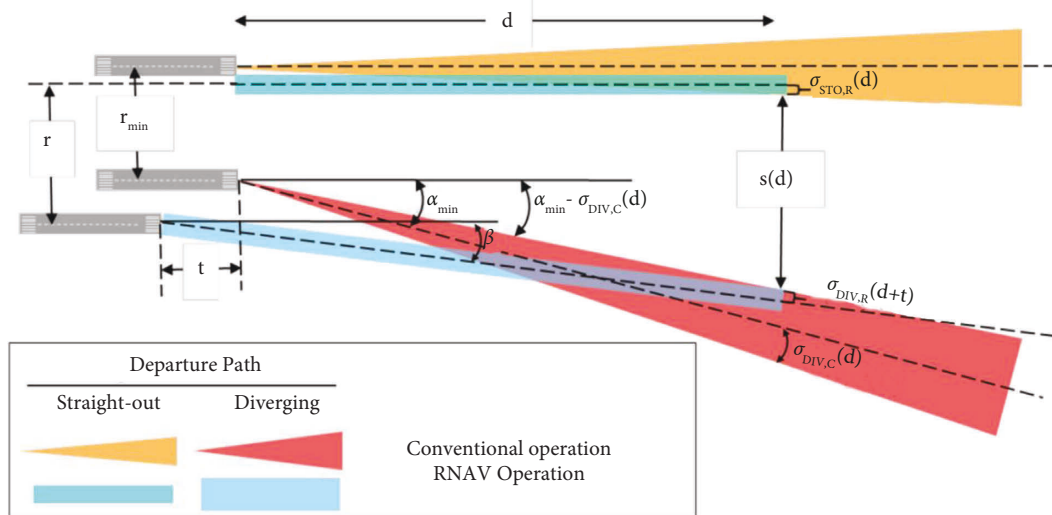 d
σSTO,R(d)
rmin
r
s(d)
αmin
αmin - σDIV,C(d)
β
t
σDIV,R(d+t)
σDIV,C(d)
Departure Path
Straight-out Diverging
Conventional operation
RNAV Operation